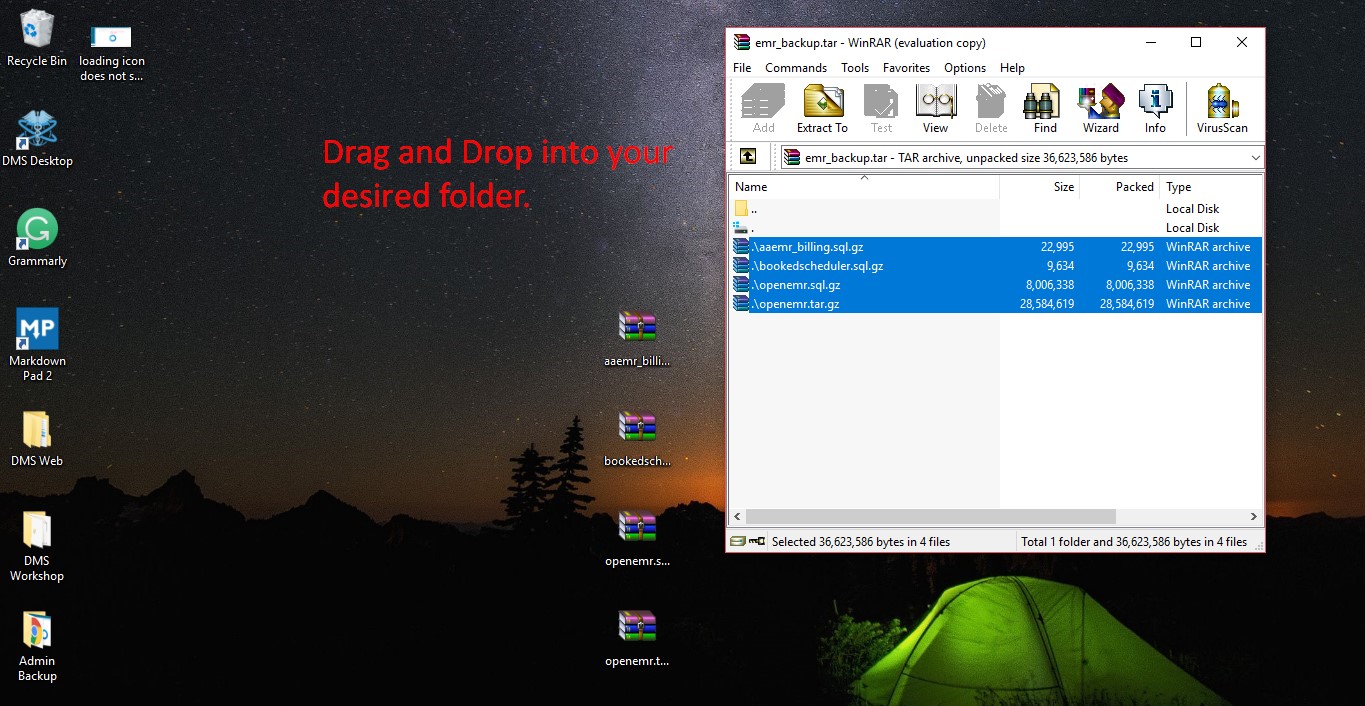 Recycle Bin
loading icon
does not s...
DMS Desktop
G
Grammarly
MP
Markdown
Pad 2
DMS Web
DMS
Workshop
Admin
Backup
Drag and Drop into your
desired folder.
aaemr_billi...
bookedsch...
openemr.s...
openemr.t...
emr_backup.tar - WinRAR (evaluation copy)
File Commands Tools Favorites Options Help
Add Extract To Test View Delete Find Wizard Info VirusScan
emr_backup.tar - TAR archive, unpacked size 36,623,586 bytes
Name Size Packed Type
.. Local Disk
. Local Disk
.\aaemr_billing.sql.gz 22,995 22,995 WinRAR archive
.\bookedscheduler.sql.gz 9,634 9,634 WinRAR archive
.\openemr.sql.gz 8,006,338 8,006,338 WinRAR archive
.\openemr.tar.gz 28,584,619 28,584,619 WinRAR archive
Selected 36,623,586 bytes in 4 files Total 1 folder and 36,623,586 bytes in 4 files